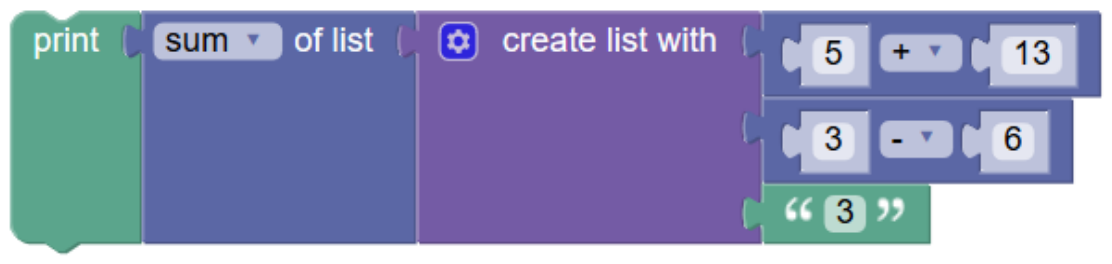 print sum of list create list with 5 + 13
3 - 6
“ 3 ”